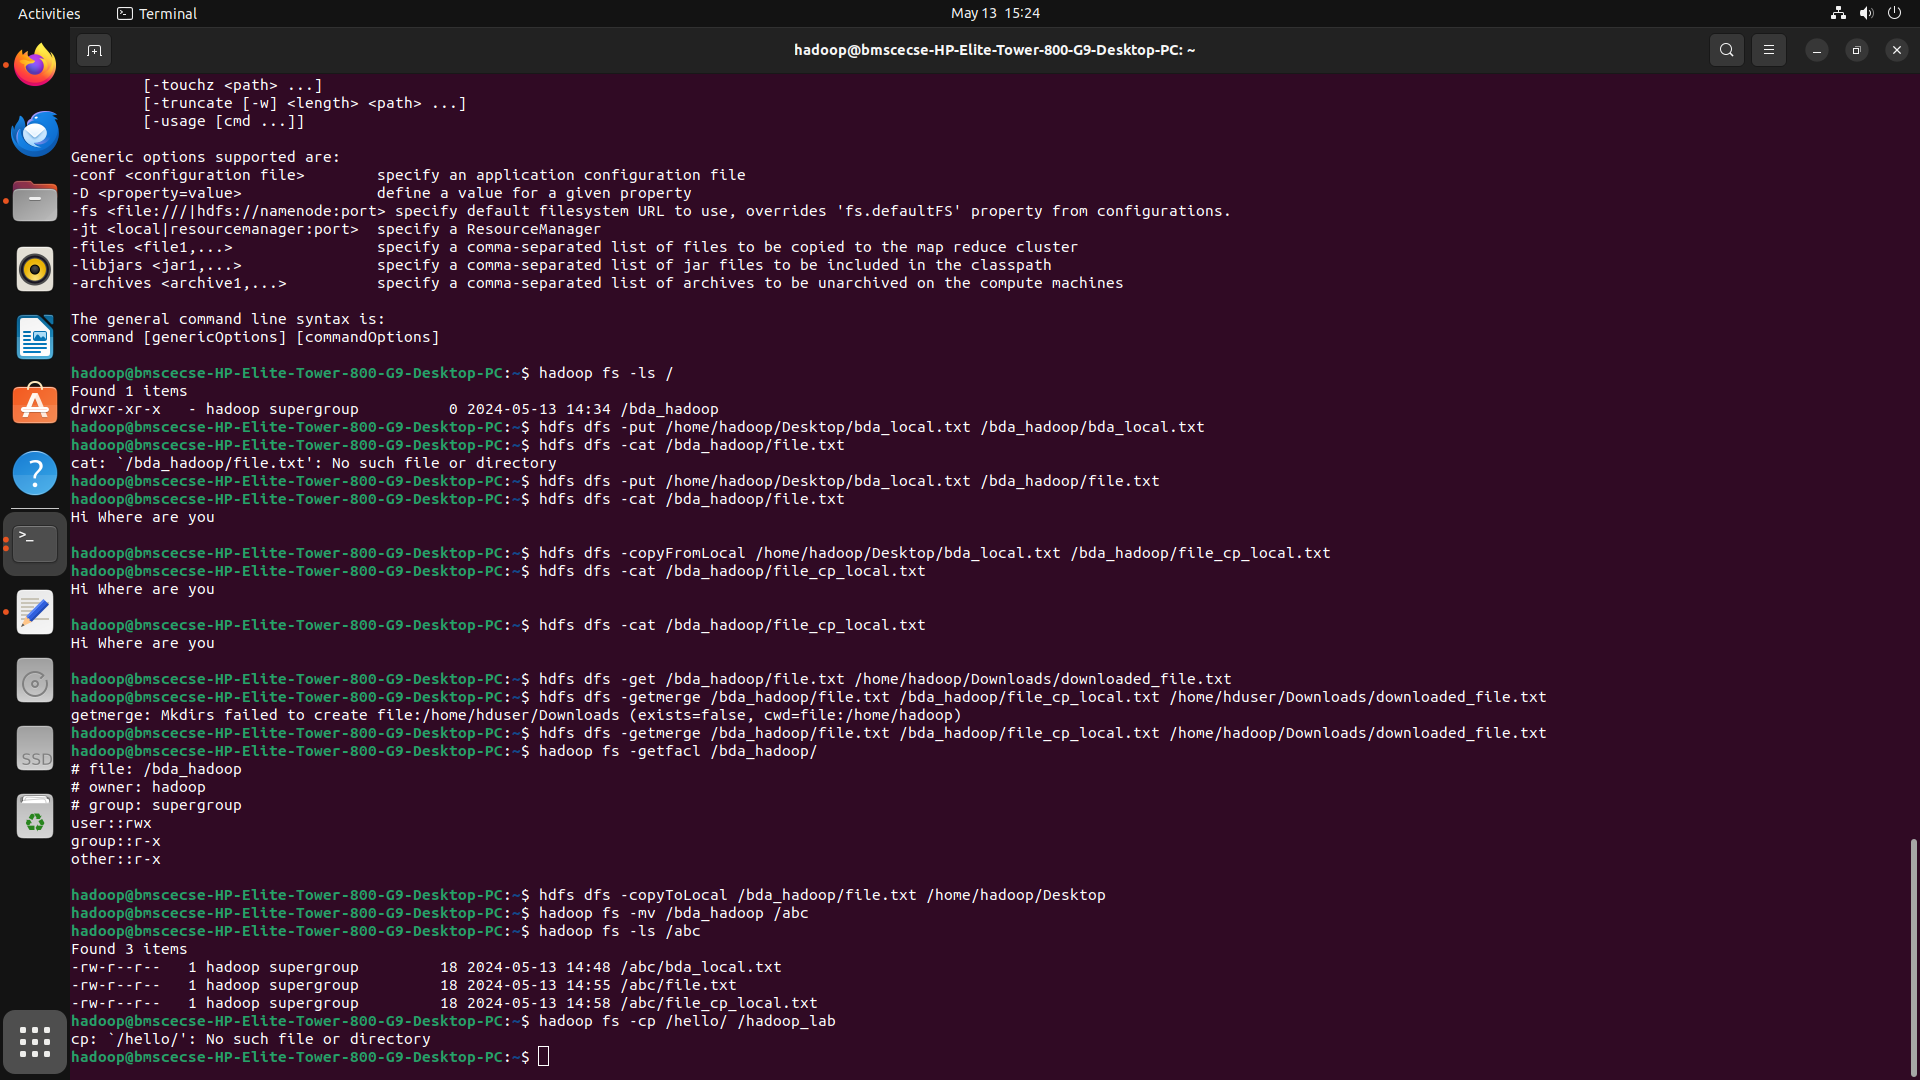 Activities
Terminal
May 13 15:24
hadoop@bmscecse-HP-Elite-Tower-800-G9-Desktop-PC: ~
[-touchz <path> ...]
[-truncate [-w] <length> <path> ...]
[-usage [cmd ...]]
Generic options supported are:
-conf <configuration file>        specify an application configuration file
-D <property=value>               define a value for a given property
-fs <file:///|hdfs://namenode:port> specify default filesystem URL to use, overrides 'fs.defaultFS' property from configurations.
-jt <local|resourcemanager:port>  specify a ResourceManager
-files <file1,...>                specify a comma-separated list of files to be copied to the map reduce cluster
-libjars <jar1,...>               specify a comma-separated list of jar files to be included in the classpath
-archives <archive1,...>          specify a comma-separated list of archives to be unarchived on the compute machines
The general command line syntax is:
command [genericOptions] [commandOptions]
hadoop@bmscecse-HP-Elite-Tower-800-G9-Desktop-PC:~$ hadoop fs -ls /
Found 1 items
drwxr-xr-x   - hadoop supergroup          0 2024-05-13 14:34 /bda_hadoop
hadoop@bmscecse-HP-Elite-Tower-800-G9-Desktop-PC:~$ hdfs dfs -put /home/hadoop/Desktop/bda_local.txt /bda_hadoop/bda_local.txt
hadoop@bmscecse-HP-Elite-Tower-800-G9-Desktop-PC:~$ hdfs dfs -cat /bda_hadoop/file.txt
cat: `/bda_hadoop/file.txt': No such file or directory
hadoop@bmscecse-HP-Elite-Tower-800-G9-Desktop-PC:~$ hdfs dfs -put /home/hadoop/Desktop/bda_local.txt /bda_hadoop/file.txt
hadoop@bmscecse-HP-Elite-Tower-800-G9-Desktop-PC:~$ hdfs dfs -cat /bda_hadoop/file.txt
Hi Where are you
hadoop@bmscecse-HP-Elite-Tower-800-G9-Desktop-PC:~$ hdfs dfs -copyFromLocal /home/hadoop/Desktop/bda_local.txt /bda_hadoop/file_cp_local.txt
hadoop@bmscecse-HP-Elite-Tower-800-G9-Desktop-PC:~$ hdfs dfs -cat /bda_hadoop/file_cp_local.txt
Hi Where are you
hadoop@bmscecse-HP-Elite-Tower-800-G9-Desktop-PC:~$ hdfs dfs -cat /bda_hadoop/file_cp_local.txt
Hi Where are you
hadoop@bmscecse-HP-Elite-Tower-800-G9-Desktop-PC:~$ hdfs dfs -get /bda_hadoop/file.txt /home/hadoop/Downloads/downloaded_file.txt
hadoop@bmscecse-HP-Elite-Tower-800-G9-Desktop-PC:~$ hdfs dfs -getmerge /bda_hadoop/file.txt /bda_hadoop/file_cp_local.txt /home/hduser/Downloads/downloaded_file.txt
getmerge: Mkdirs failed to create file:/home/hduser/Downloads (exists=false, cwd=file:/home/hadoop)
hadoop@bmscecse-HP-Elite-Tower-800-G9-Desktop-PC:~$ hdfs dfs -getmerge /bda_hadoop/file.txt /bda_hadoop/file_cp_local.txt /home/hadoop/Downloads/downloaded_file.txt
hadoop@bmscecse-HP-Elite-Tower-800-G9-Desktop-PC:~$ hadoop fs -getfacl /bda_hadoop/
# file: /bda_hadoop
# owner: hadoop
# group: supergroup
user::rwx
group::r-x
other::r-x
hadoop@bmscecse-HP-Elite-Tower-800-G9-Desktop-PC:~$ hdfs dfs -copyToLocal /bda_hadoop/file.txt /home/hadoop/Desktop
hadoop@bmscecse-HP-Elite-Tower-800-G9-Desktop-PC:~$ hadoop fs -mv /bda_hadoop /abc
hadoop@bmscecse-HP-Elite-Tower-800-G9-Desktop-PC:~$ hadoop fs -ls /abc
Found 3 items
-rw-r--r--   1 hadoop supergroup         18 2024-05-13 14:48 /abc/bda_local.txt
-rw-r--r--   1 hadoop supergroup         18 2024-05-13 14:55 /abc/file.txt
-rw-r--r--   1 hadoop supergroup         18 2024-05-13 14:58 /abc/file_cp_local.txt
hadoop@bmscecse-HP-Elite-Tower-800-G9-Desktop-PC:~$ hadoop fs -cp /hello/ /hadoop_lab
cp: `/hello/': No such file or directory
hadoop@bmscecse-HP-Elite-Tower-800-G9-Desktop-PC:~$
SSD